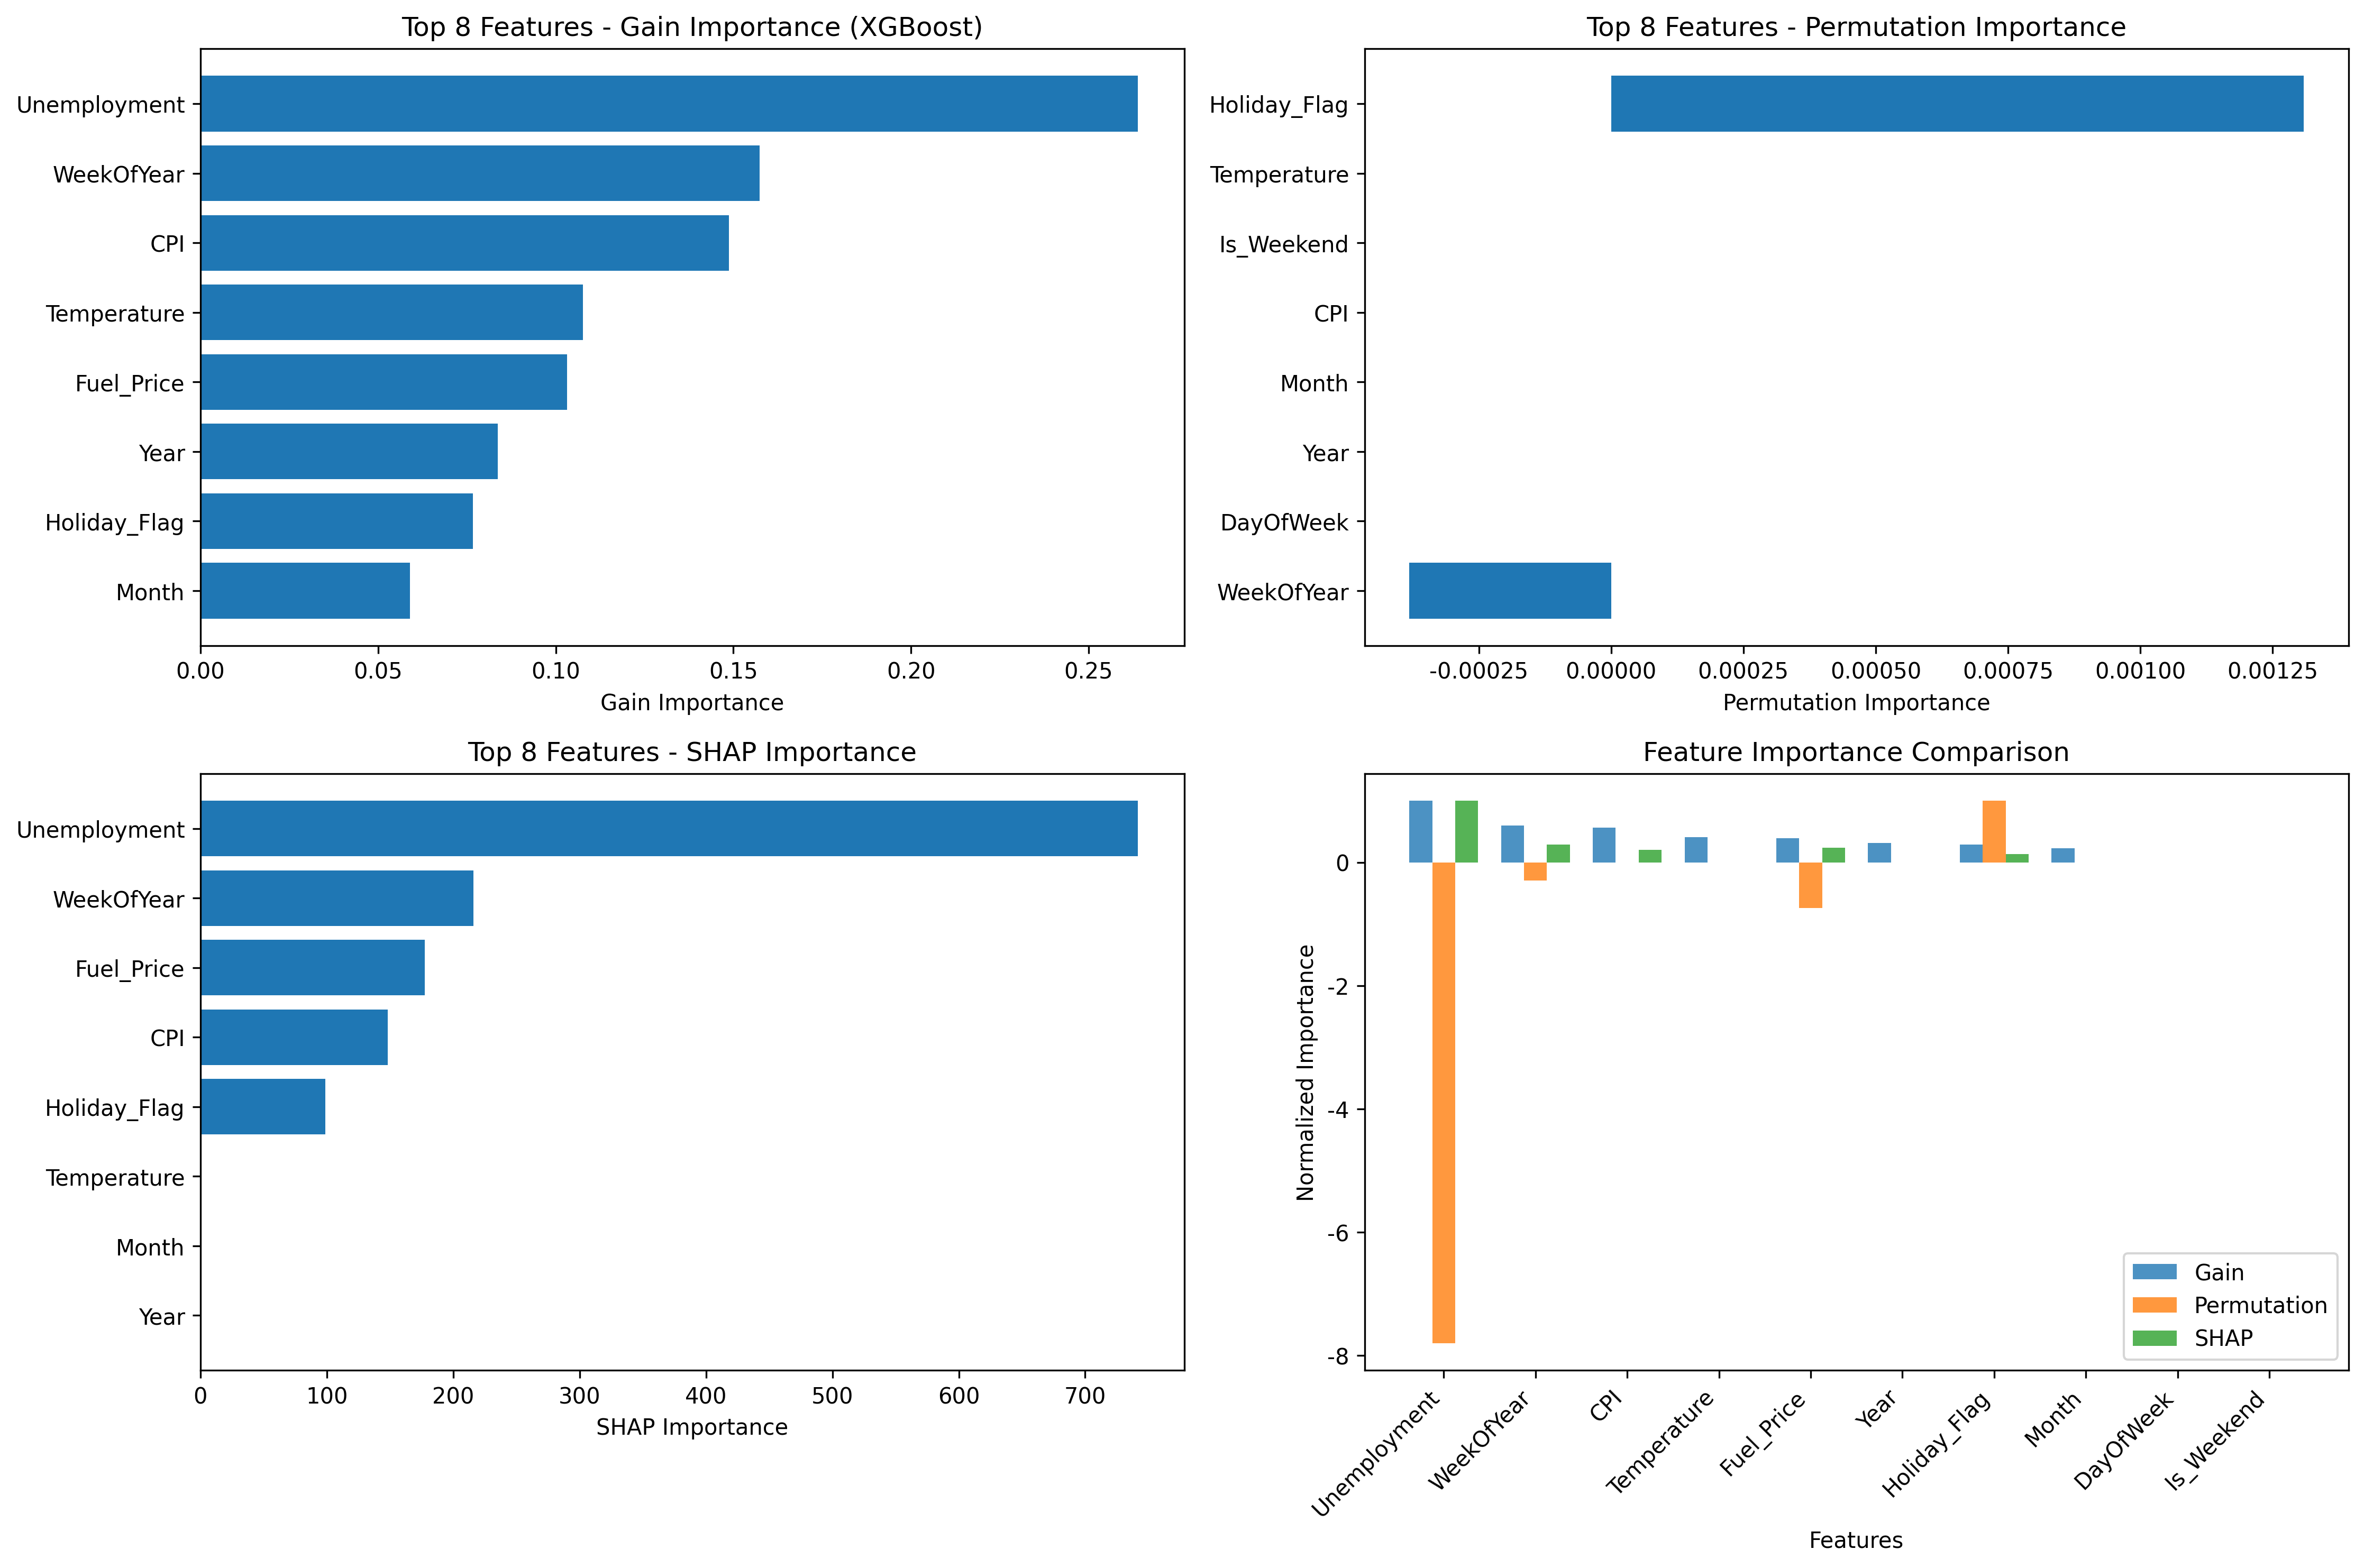 Top 8 Features - Gain Importance (XGBoost)
Unemployment
WeekOfYear
CPI
Temperature
Fuel_Price
Year
Holiday_Flag
Month
0.00 0.05 0.10 0.15 0.20 0.25
Gain Importance
Top 8 Features - Permutation Importance
Holiday_Flag
Temperature
Is_Weekend
CPI
Month
Year
DayOfWeek
WeekOfYear
-0.00025 0.00000 0.00025 0.00050 0.00075 0.00100 0.00125
Permutation Importance
Top 8 Features - SHAP Importance
Unemployment
WeekOfYear
Fuel_Price
CPI
Holiday_Flag
Temperature
Month
Year
0 100 200 300 400 500 600 700
SHAP Importance
Feature Importance Comparison
Normalized Importance
0
-2
-4
-6
-8
Gain
Permutation
SHAP
Unemployment
WeekOfYear
CPI
Temperature
Fuel_Price
Year
Holiday_Flag
Month
DayOfWeek
Is_Weekend
Features